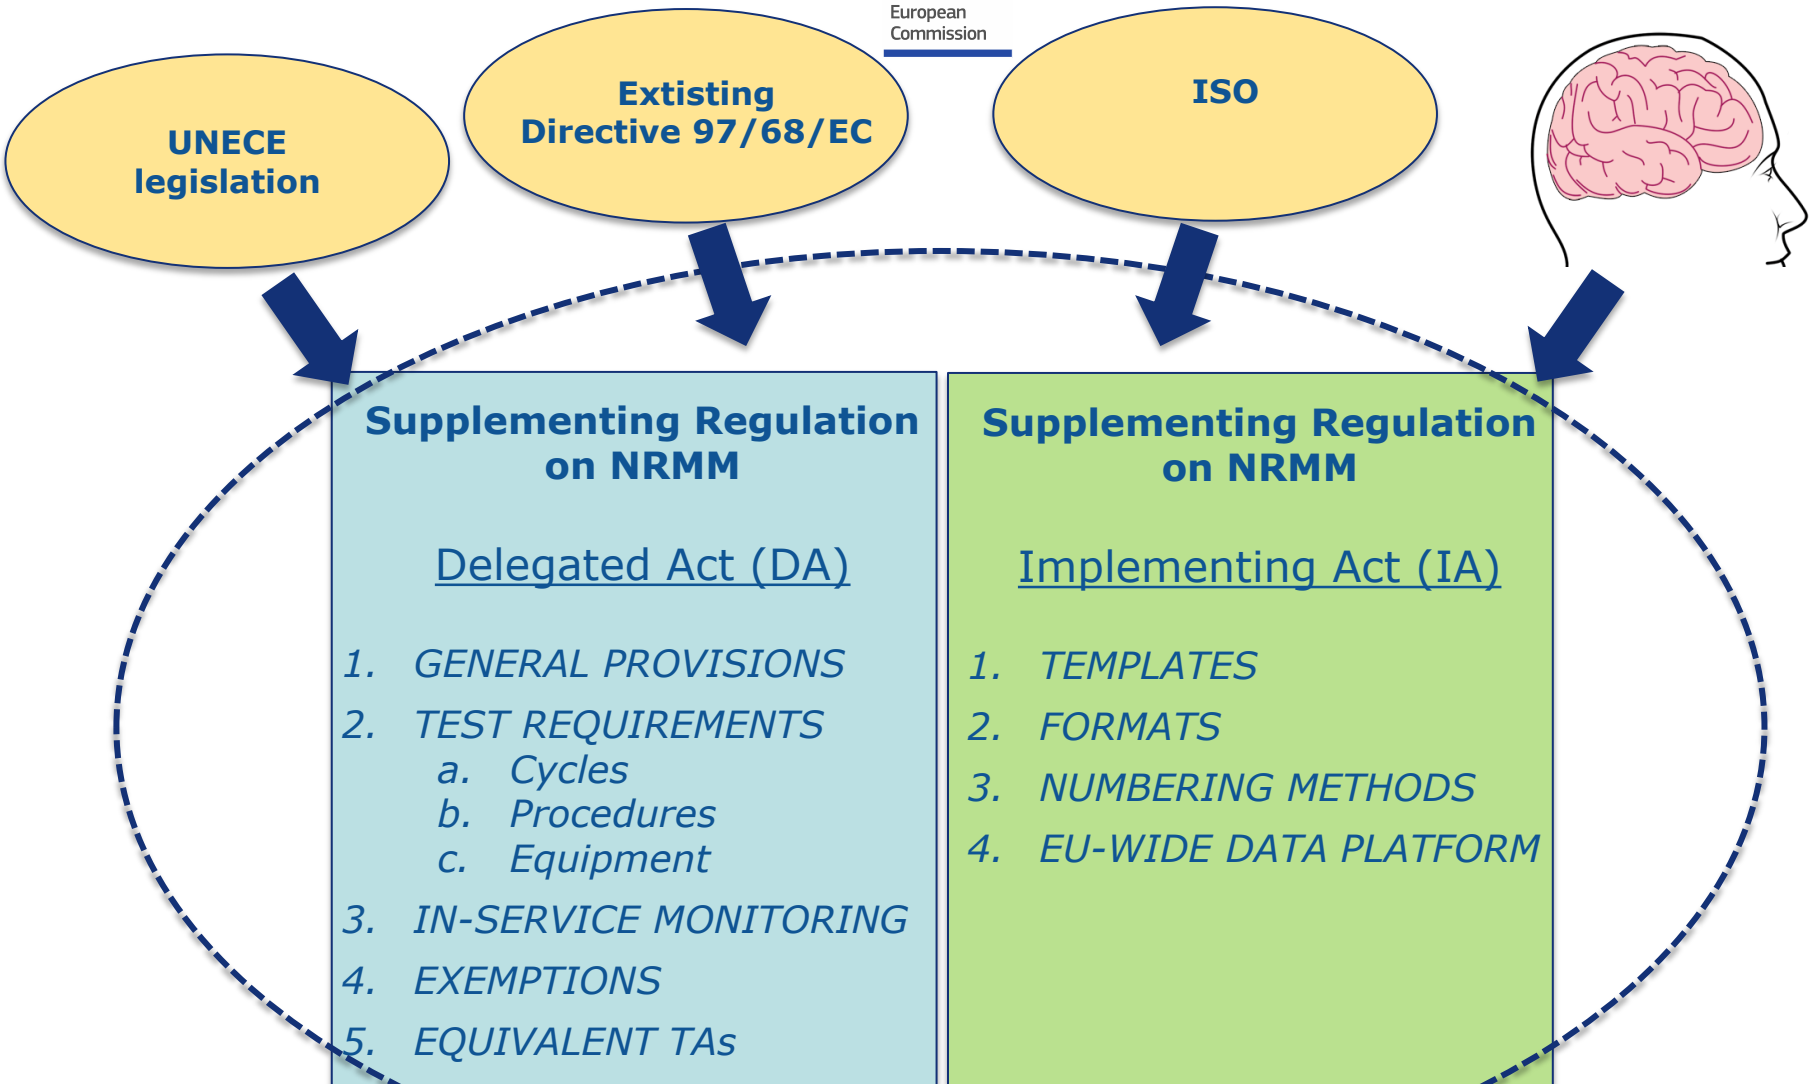 European
Commission
UNECE
legislation
Extisting
Directive 97/68/EC
ISO
Supplementing Regulation
on NRMM
Delegated Act (DA)
1. GENERAL PROVISIONS
2. TEST REQUIREMENTS
a. Cycles
b. Procedures
c. Equipment
3. IN-SERVICE MONITORING
4. EXEMPTIONS
5. EQUIVALENT TAs
Supplementing Regulation
on NRMM
Implementing Act (IA)
1. TEMPLATES
2. FORMATS
3. NUMBERING METHODS
4. EU-WIDE DATA PLATFORM